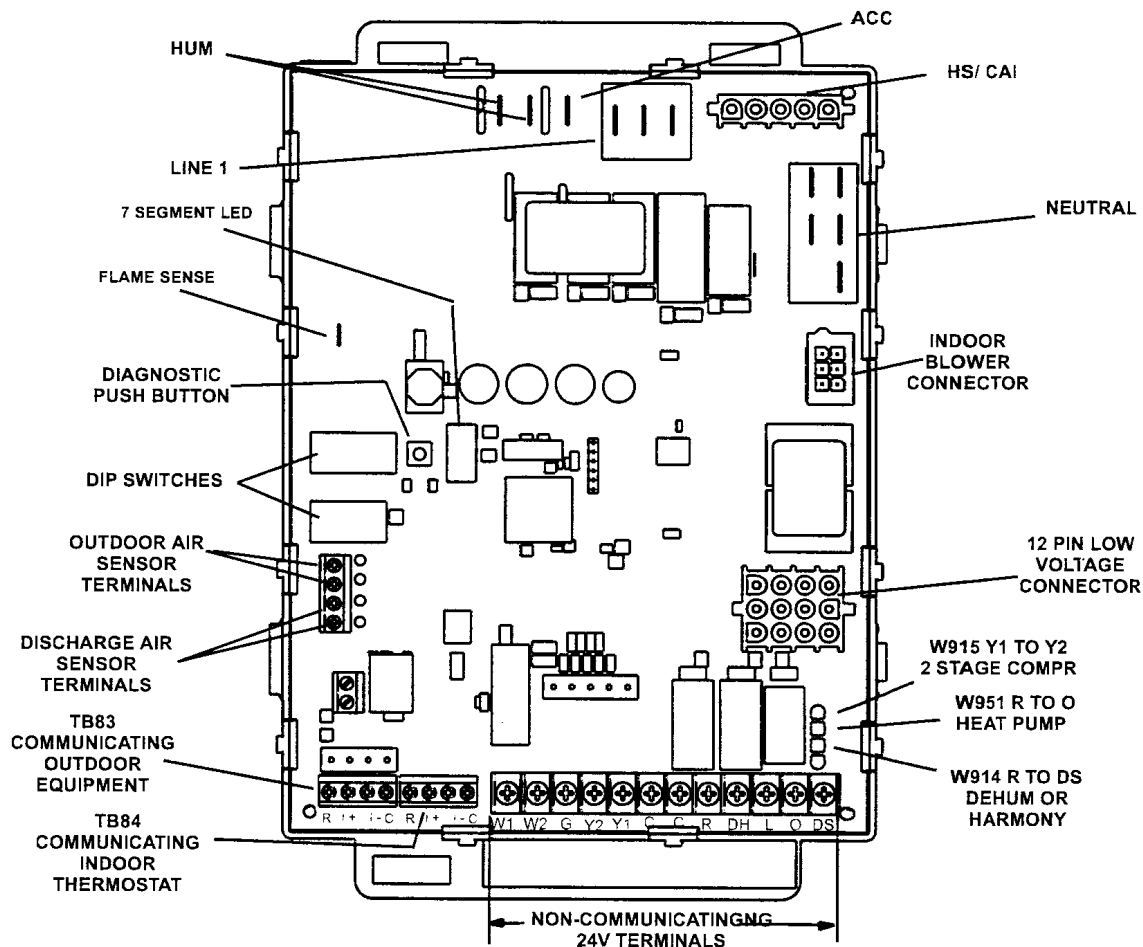 ACC
HUM
HS/ CAI
LINE 1
7 SEGMENT LED
NEUTRAL
FLAME SENSE
INDOOR
BLOWER
CONNECTOR
DIAGNOSTIC
PUSH BUTTON
DIP SWITCHES
OUTDOOR AIR
SENSOR
TERMINALS
12 PIN LOW
VOLTAGE
CONNECTOR
DISCHARGE AIR
SENSOR
TERMINALS
W915 Y1 TO Y2
2 STAGE COMPR
W951 R TO O
HEAT PUMP
TB83
COMMUNICATING
OUTDOOR
EQUIPMENT
W914 R TO DS
DEHUM OR
HARMONY
R i+ i- C R i+ i- C
W1 W2 G Y2 Y1 C C R DH L O DS
TB84
COMMUNICATING
INDOOR
THERMOSTAT
NON-COMMUNICATINGNG
24V TERMINALS